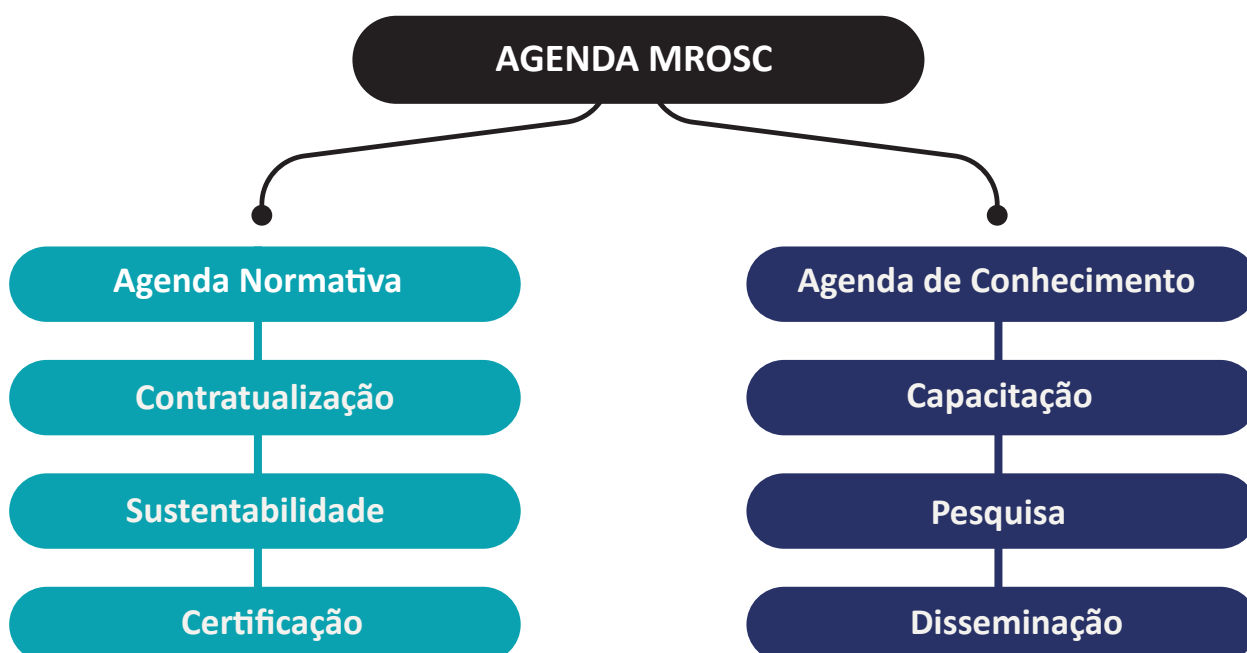 AGENDA MROSC
Agenda Normativa
Contratualização
Sustentabilidade
Certificação
Agenda de Conhecimento
Capacitação
Pesquisa
Disseminação